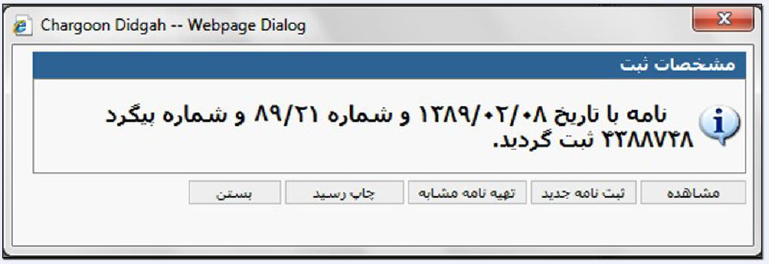 Chargoon Didgah -- Webpage Dialog
مشخصات ثبت
نامه با تاریخ ۱۳۸۹/۰۲/۰۸ و شماره ۸۹/۲۱ و شماره پیگرد
۴۳۸۸۷۴۸ ثبت گردید.
مشاهده ثبت نامه جدید تهیه نامه مشابه چاپ رسید بستن